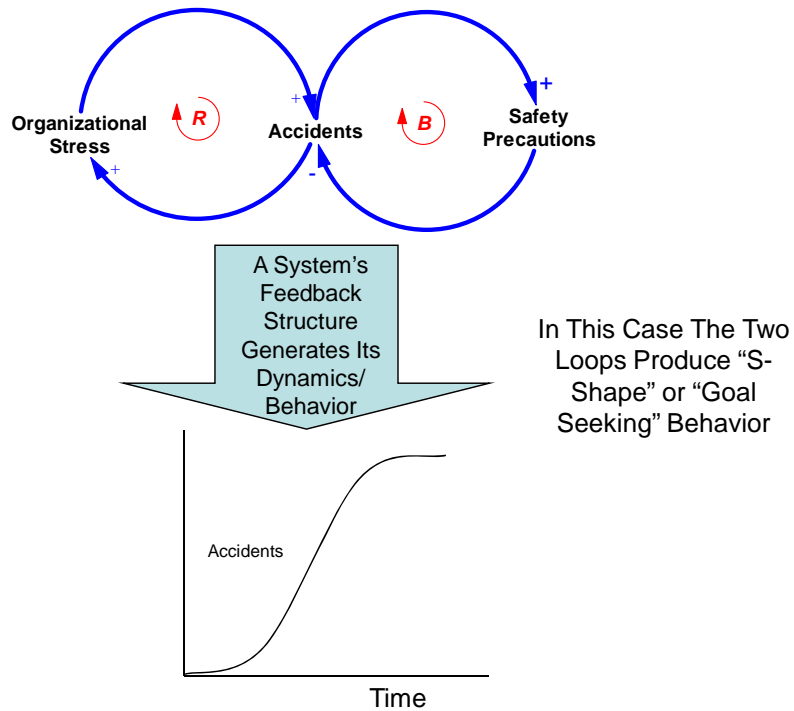 +
Organizational
Stress
R
+
Accidents
B
+
Safety
Precautions
+
-
A System’s
Feedback
Structure
Generates Its
Dynamics/
Behavior
In This Case The Two
Loops Produce “S-
Shape” or “Goal
Seeking” Behavior
Accidents
Time